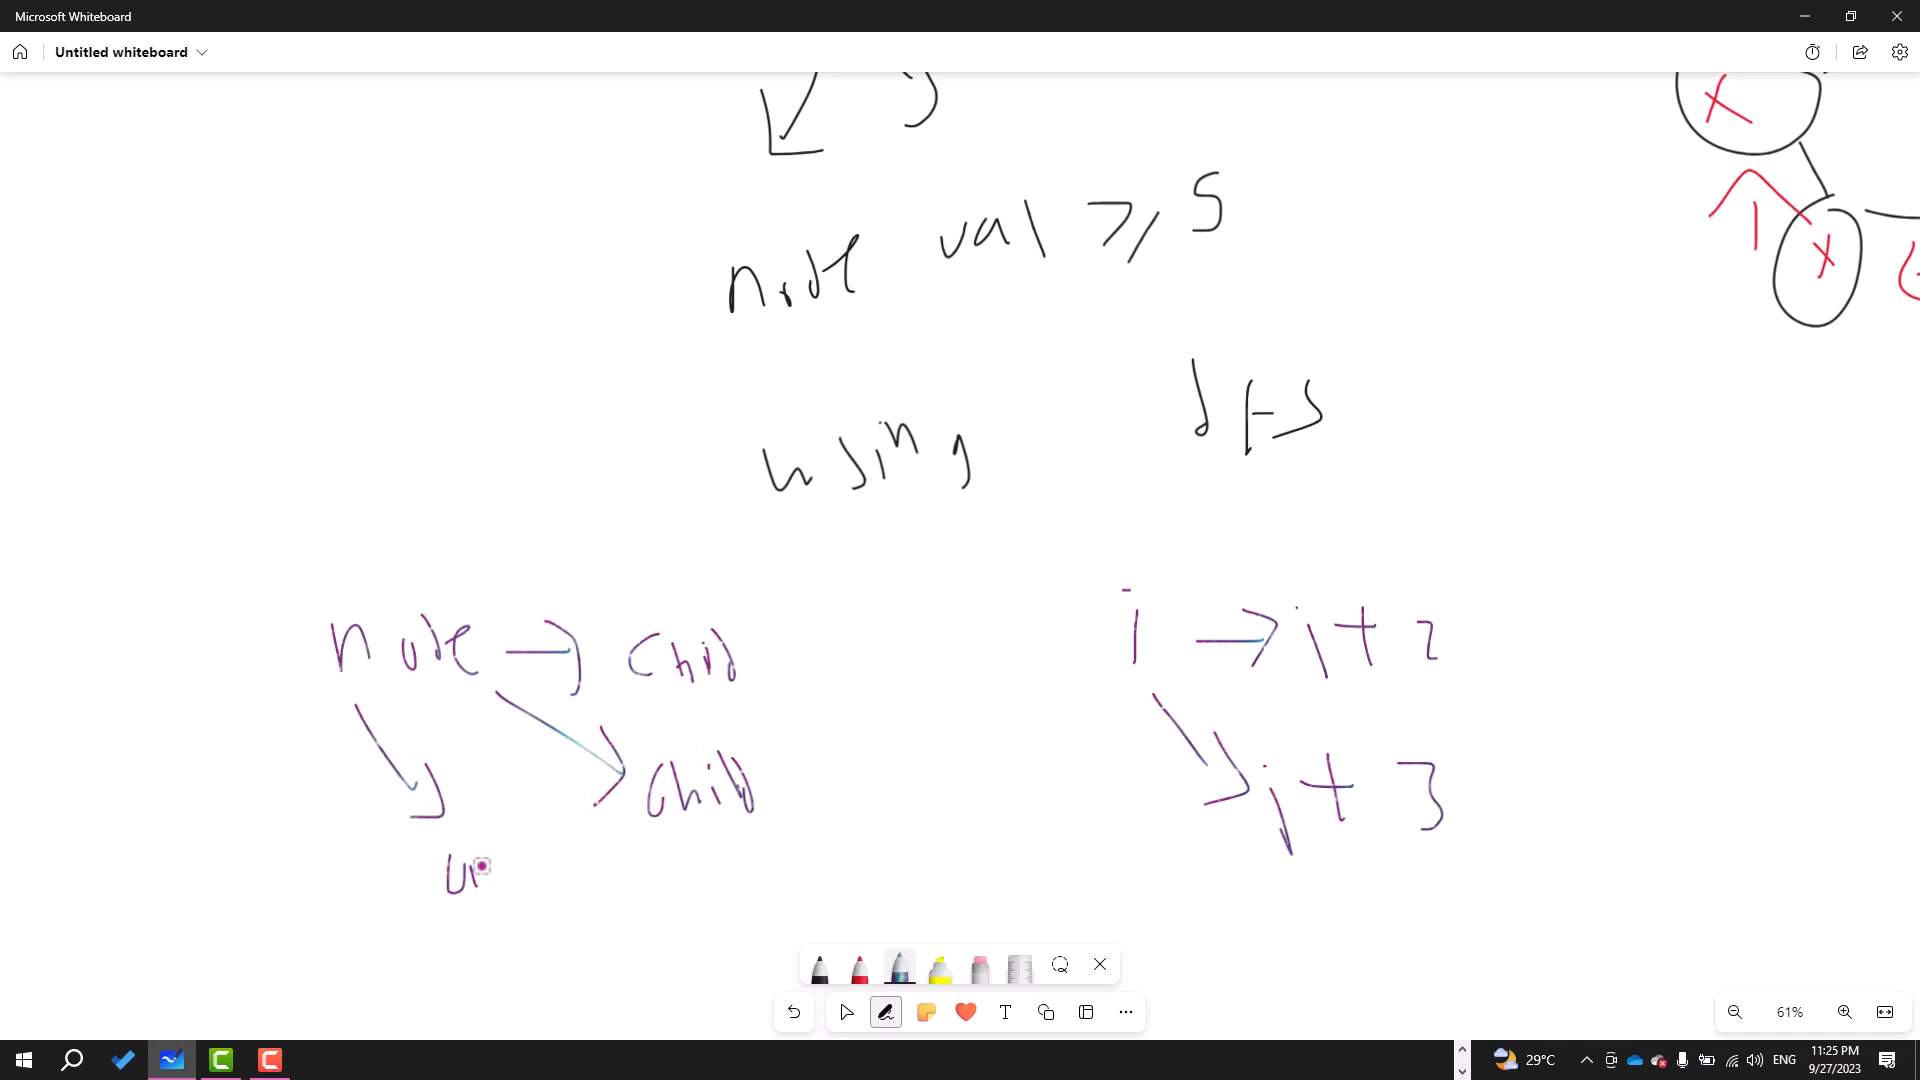 Microsoft Whiteboard
Untitled whiteboard
x
node val >= S
x
using dfs
node → child
i → i + 2
child
i + 3
61%
29°C
ENG
11:25 PM
9/27/2023